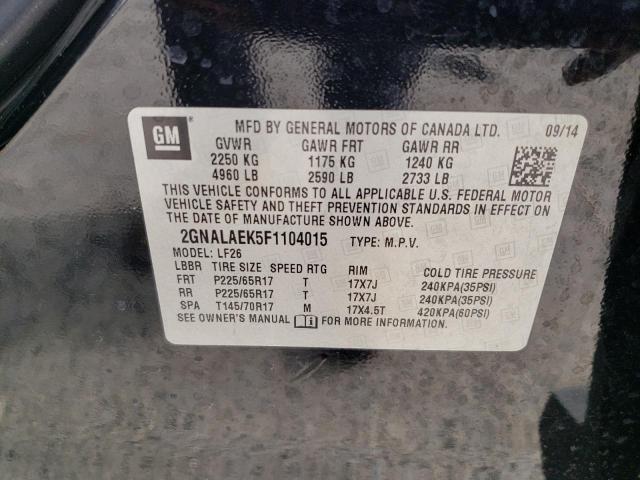 GM
MFD BY GENERAL MOTORS OF CANADA LTD. 09/14
GVWR GAWR FRT GAWR RR
2250 KG 1175 KG 1240 KG
4960 LB 2590 LB 2733 LB
THIS VEHICLE CONFORMS TO ALL APPLICABLE U.S. FEDERAL MOTOR
VEHICLE SAFETY AND THEFT PREVENTION STANDARDS IN EFFECT ON
THE DATE OF MANUFACTURE SHOWN ABOVE.
2GNALAEK5F1104015 TYPE: M.P.V.
MODEL: LF26
LBBR TIRE SIZE SPEED RTG RIM COLD TIRE PRESSURE
FRT P225/65R17 T 17X7J 240KPA(35PSI)
RR P225/65R17 T 17X7J 240KPA(35PSI)
SPA T145/70R17 M 17X4.5T 420KPA(60PSI)
SEE OWNER'S MANUAL FOR MORE INFORMATION.